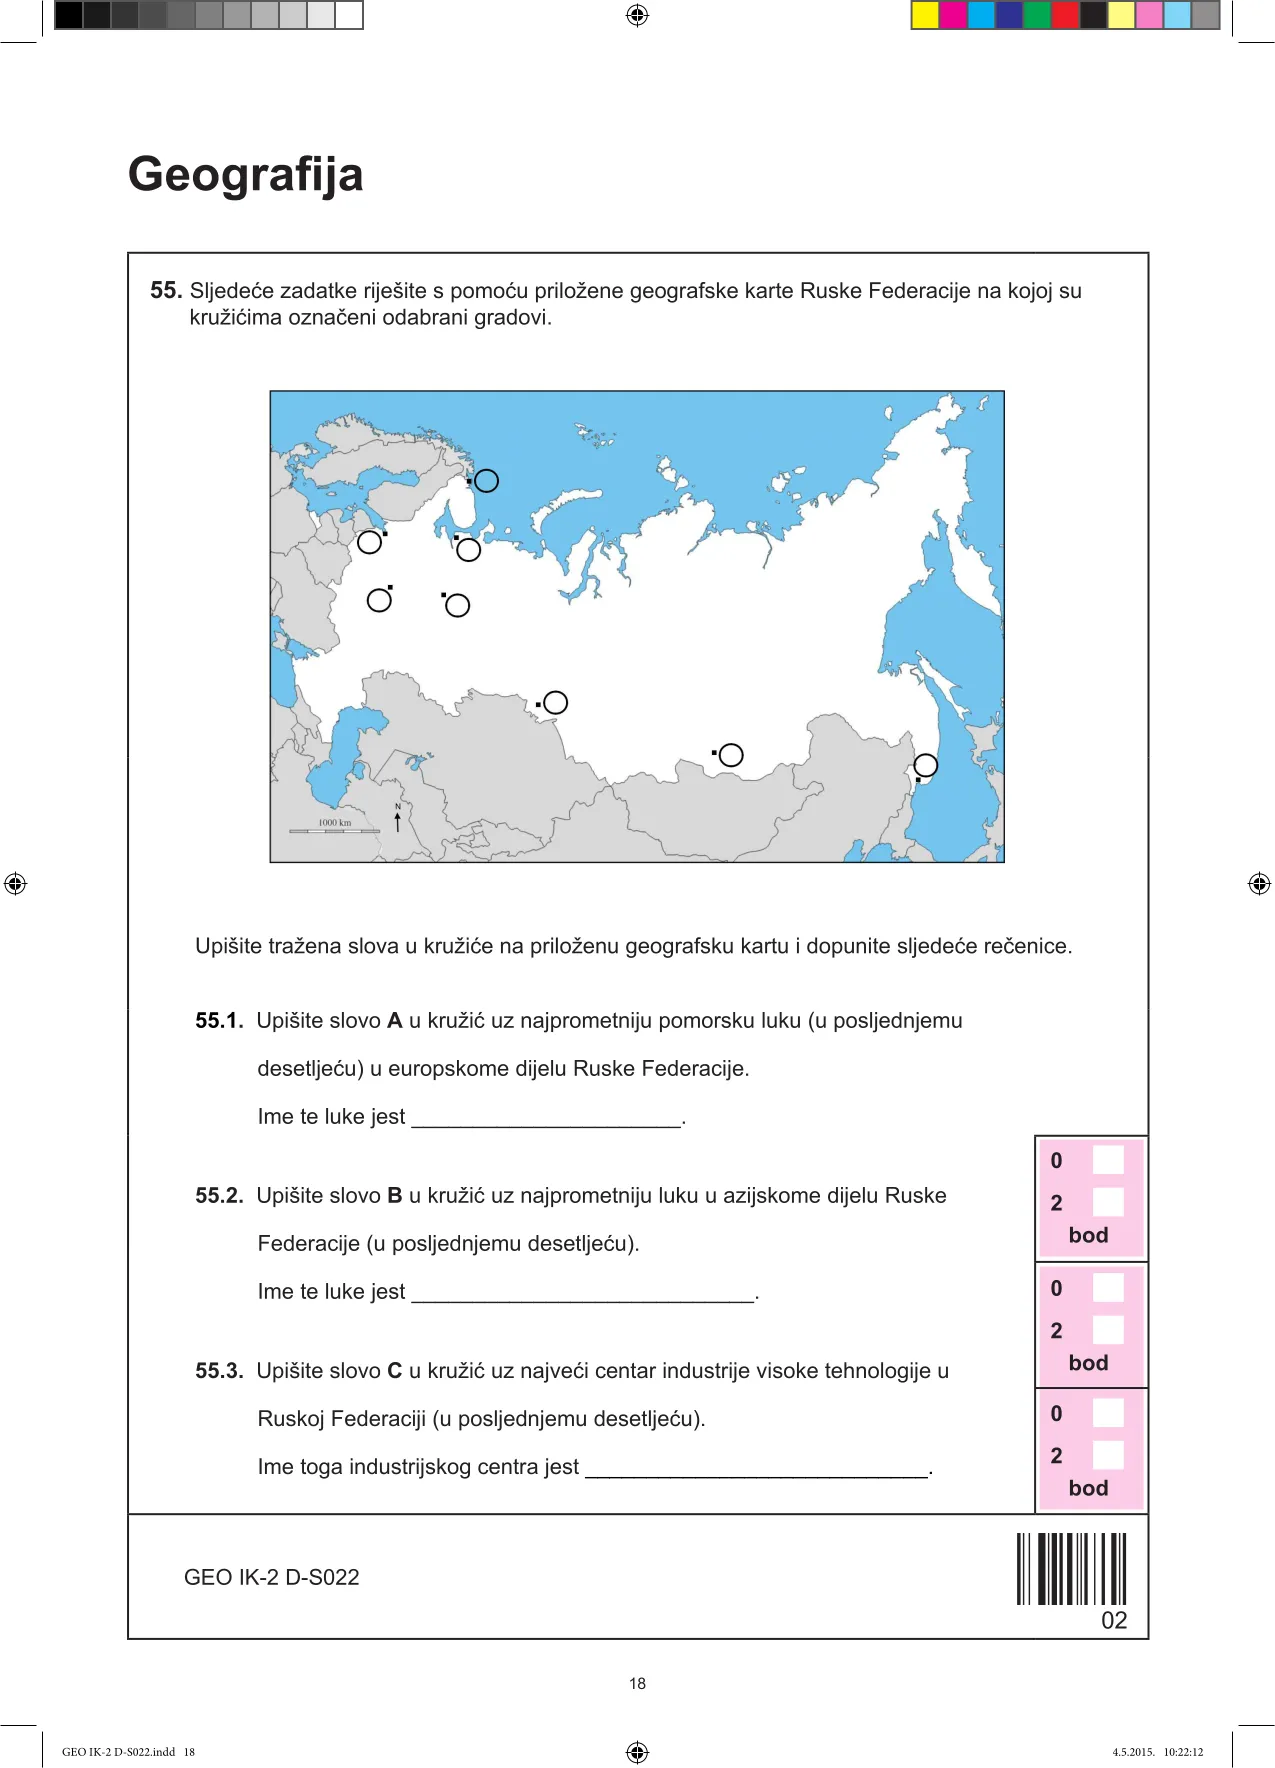 Geografija
55. Sljedeće zadatke riješite s pomoću priložene geografske karte Ruske Federacije na kojoj su
kružićima označeni odabrani gradovi.
N
1000 km
Upišite tražena slova u kružiće na priloženu geografsku kartu i dopunite sljedeće rečenice.
55.1. Upišite slovo A u kružić uz najprometniju pomorsku luku (u posljednjemu
desetljeću) u europskome dijelu Ruske Federacije.
Ime te luke jest ______________________.
55.2. Upišite slovo B u kružić uz najprometniju luku u azijskome dijelu Ruske
Federacije (u posljednjemu desetljeću).
Ime te luke jest ____________________________.
55.3. Upišite slovo C u kružić uz najveći centar industrije visoke tehnologije u
Ruskoj Federaciji (u posljednjemu desetljeću).
Ime toga industrijskog centra jest ____________________________.
0
2
bod
0
2
bod
0
2
bod
GEO IK-2 D-S022
02
18
GEO IK-2 D-S022.indd 18
4.5.2015. 10:22:12